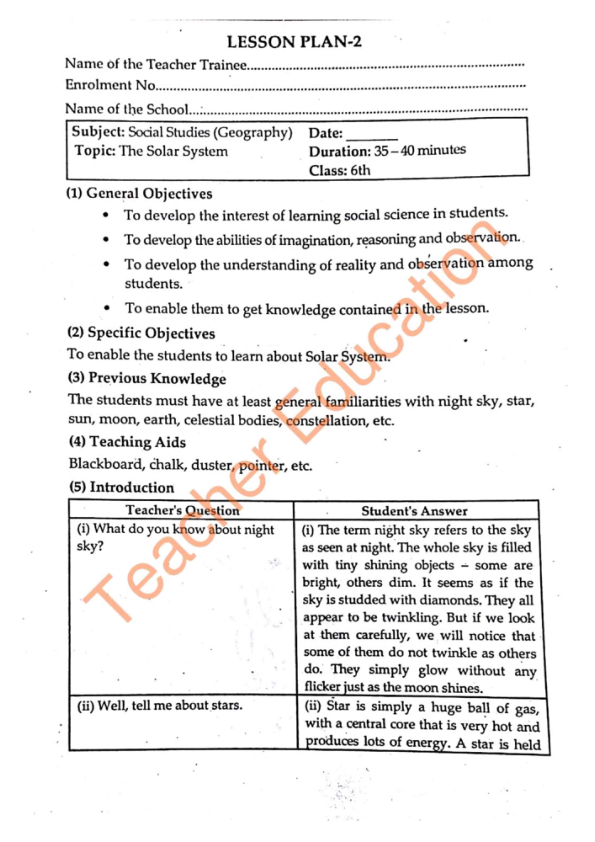 LESSON PLAN-2
Name of the Teacher Trainee......................................................................
Enrolment No...............................................................................................
Name of the School......................................................................................
Subject: Social Studies (Geography) Date: _______
Topic: The Solar System Duration: 35 – 40 minutes
Class: 6th
(1) General Objectives
• To develop the interest of learning social science in students.
• To develop the abilities of imagination, reasoning and observation.
• To develop the understanding of reality and observation among
students.
• To enable them to get knowledge contained in the lesson.
(2) Specific Objectives
To enable the students to learn about Solar System.
(3) Previous Knowledge
The students must have at least general familiarities with night sky, star,
sun, moon, earth, celestial bodies, constellation, etc.
(4) Teaching Aids
Blackboard, chalk, duster, pointer, etc.
(5) Introduction
Teacher's Question
Student's Answer
(i) What do you know about night
sky?
(i) The term night sky refers to the sky
as seen at night. The whole sky is filled
with tiny shining objects – some are
bright, others dim. It seems as if the
sky is studded with diamonds. They all
appear to be twinkling. But if we look
at them carefully, we will notice that
some of them do not twinkle as others
do. They simply glow without any
flicker just as the moon shines.
(ii) Well, tell me about stars.
(ii) Star is simply a huge ball of gas,
with a central core that is very hot and
produces lots of energy. A star is held
Teacher Education